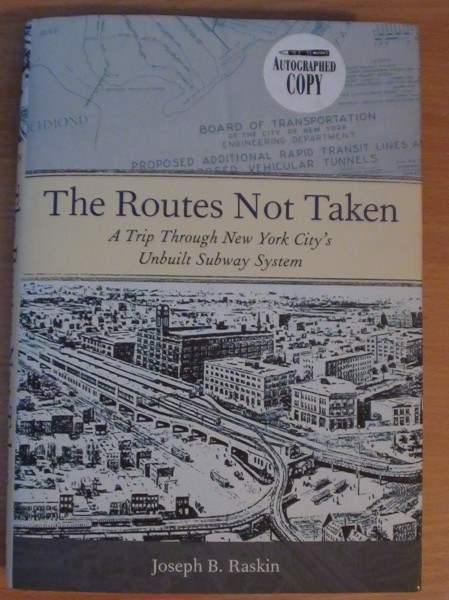 AUTOGRAPHED
COPY
RICHMOND
BOARD OF TRANSPORTATION
OF THE CITY OF NEW YORK
ENGINEERING DEPARTMENT
PROPOSED ADDITIONAL RAPID TRANSIT LINES A
VEHICULAR TUNNELS
The Routes Not Taken
A Trip Through New York City's
Unbuilt Subway System
Joseph B. Raskin